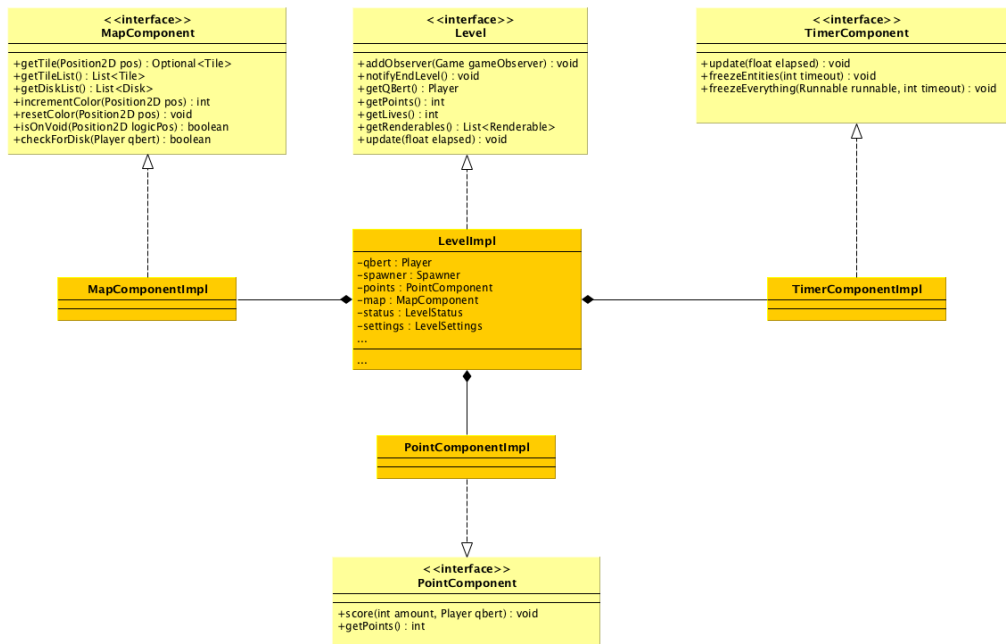 <<interface>>
MapComponent
+getTile(Position2D pos) : Optional<Tile>
+getTileList() : List<Tile>
+getDiskList() : List<Disk>
+incrementColor(Position2D pos) : int
+resetColor(Position2D pos) : void
+isOnVoid(Position2D logicPos) : boolean
+checkForDisk(Player qbert) : boolean
<<interface>>
Level
+addObserver(Game gameObserver) : void
+notifyEndLevel() : void
+getQBert() : Player
+getPoints() : int
+getLives() : int
+getRenderables() : List<Renderable>
+update(float elapsed) : void
<<interface>>
TimerComponent
+update(float elapsed) : void
+freezeEntities(int timeout) : void
+freezeEverything(Runnable runnable, int timeout) : void
MapComponentImpl
LevelImpl
-qbert : Player
-spawner : Spawner
-points : PointComponent
-map : MapComponent
-status : LevelStatus
-settings : LevelSettings
...
...
TimerComponentImpl
PointComponentImpl
<<interface>>
PointComponent
+score(int amount, Player qbert) : void
+getPoints() : int